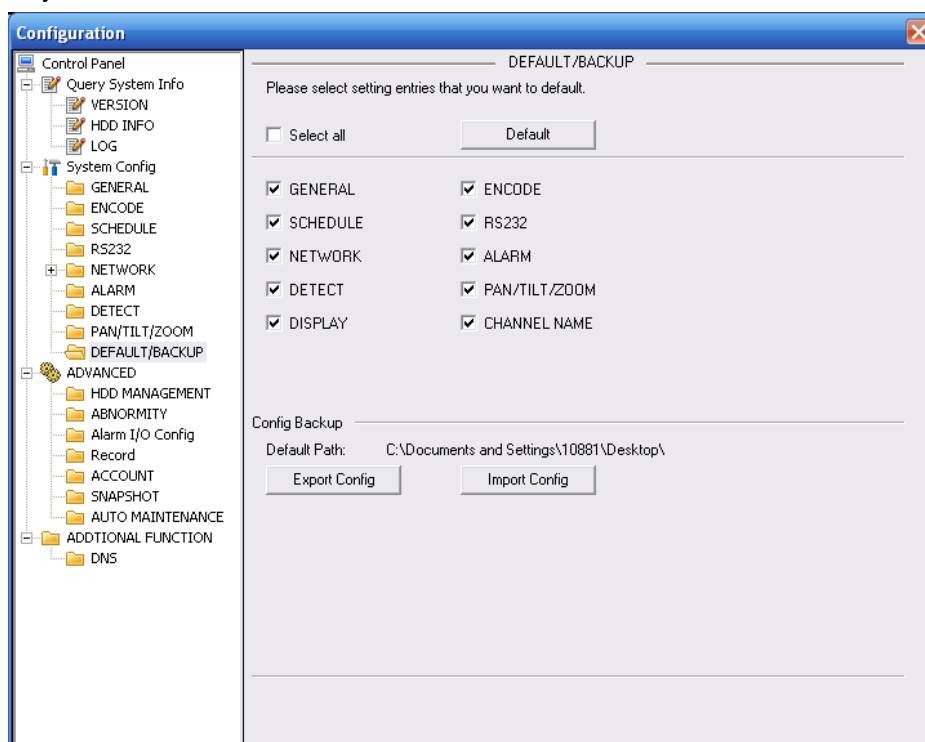 Configuration
Control Panel
Query System Info
VERSION
HDD INFO
LOG
System Config
GENERAL
ENCODE
SCHEDULE
RS232
NETWORK
ALARM
DETECT
PAN/TILT/ZOOM
DEFAULT/BACKUP
ADVANCED
HDD MANAGEMENT
ABNORMITY
Alarm I/O Config
Record
ACCOUNT
SNAPSHOT
AUTO MAINTENANCE
ADDTIONAL FUNCTION
DNS
DEFAULT/BACKUP
Please select setting entries that you want to default.
Select all Default
GENERAL ENCODE
SCHEDULE RS232
NETWORK ALARM
DETECT PAN/TILT/ZOOM
DISPLAY CHANNEL NAME
Config Backup
Default Path: C:\Documents and Settings\10881\Desktop\
Export Config Import Config